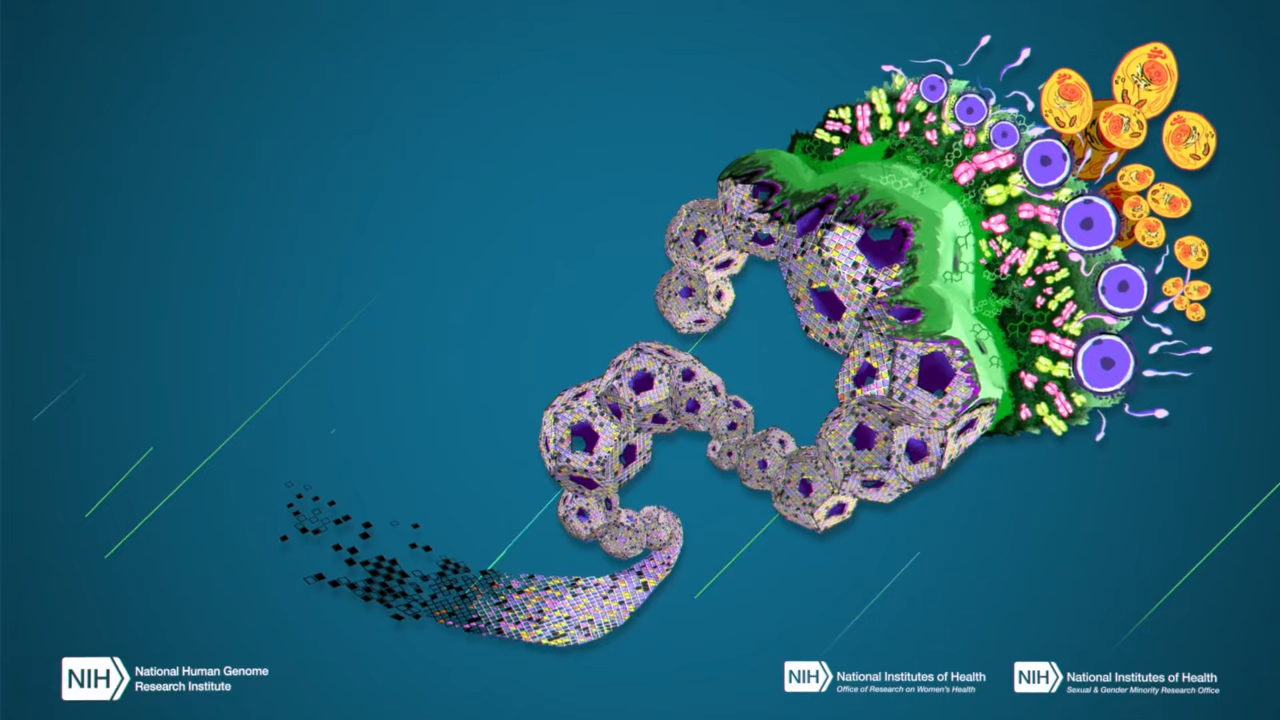 NIH
National Human Genome
Research Institute
NIH
National Institutes of Health
Office of Research on Women's Health
NIH
National Institutes of Health
Sexual & Gender Minority Research Office